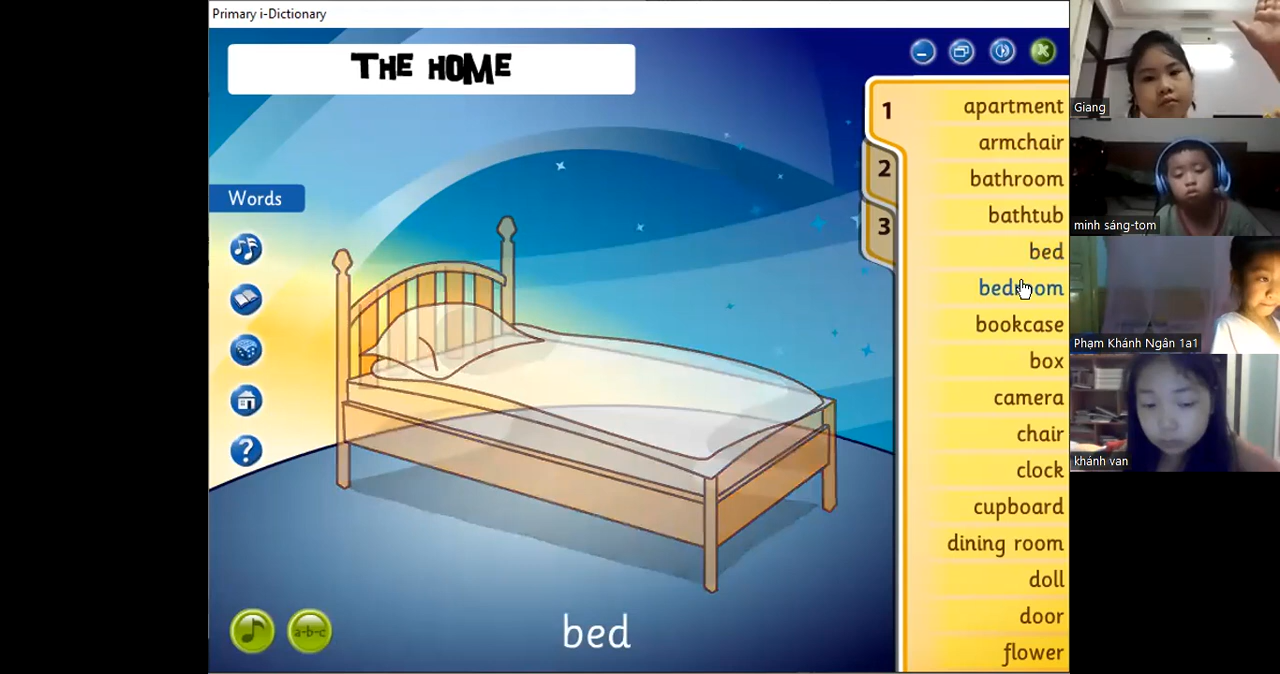 Primary i-Dictionary
THE HOME
Words
bed
a-b-c
?
1
2
3
apartment
armchair
bathroom
bathtub
bed
bedroom
bookcase
box
camera
chair
clock
cupboard
dining room
doll
door
flower
Giang
minh sáng-tom
Phạm Khánh Ngân 1a1
khánh van